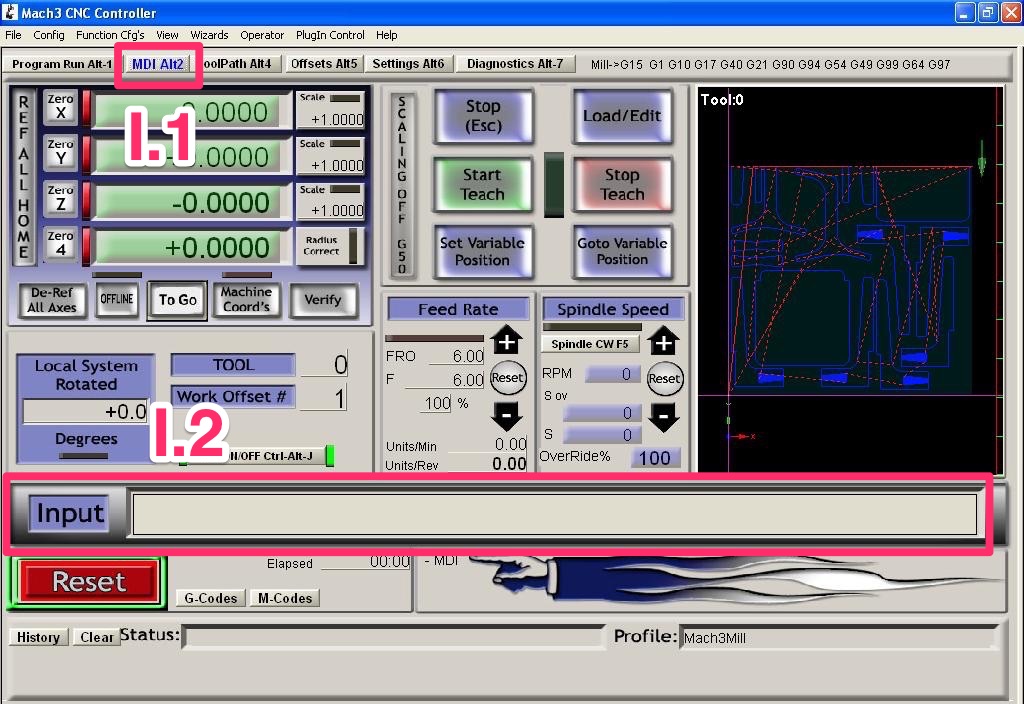 Mach3 CNC Controller
File Config Function Cfg's View Wizards Operator PlugIn Control Help
Program Run Alt-1 MDI Alt2 oolPath Alt4 Offsets Alt5 Settings Alt6 Diagnostics Alt-7 Mill->G15 G1 G10 G17 G40 G21 G90 G94 G54 G49 G99 G64 G97
REF ALL HOME
Zero X 0.0000 Scale +1.0000
I.1
Zero Y 0.0000 Scale +1.0000
Zero Z -0.0000 Scale +1.0000
Zero 4 +0.0000 Radius Correct
De-Ref All Axes OFFLINE To Go Machine Coord's Verify
SCALING OFF G50
Stop (Esc) Load/Edit
Start Teach Stop Teach
Set Variable Position Goto Variable Position
Tool:0
x
Local System Rotated
+0.0
Degrees
TOOL 0
Work Offset # 1
I.2
N/OFF Ctrl-Alt-J
Feed Rate
FRO 6.00
F 6.00 Reset
100 %
Units/Min 0.00
Units/Rev 0.00
Spindle Speed
Spindle CW F5
RPM 0 Reset
S ov
0
S 0
OverRide% 100
Input
Reset
Elapsed 00:00
G-Codes M-Codes
- MDI
History Clear Status: Profile: Mach3Mill